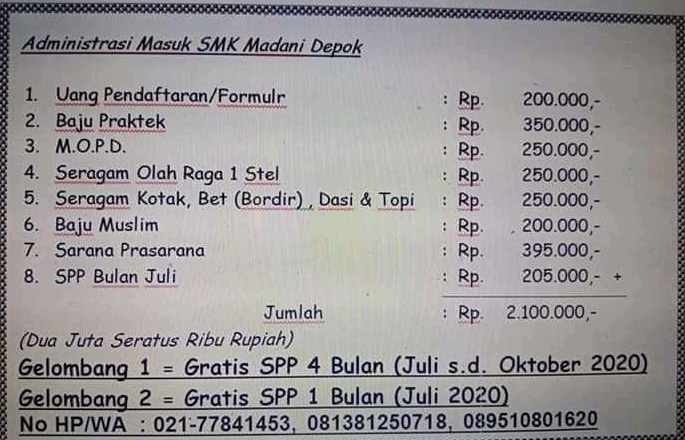 Administrasi Masuk SMK Madani Depok
1. Uang Pendaftaran/Formulr : Rp. 200.000,-
2. Baju Praktek : Rp. 350.000,-
3. M.O.P.D. : Rp. 250.000,-
4. Seragam Olah Raga 1 Stel : Rp. 250.000,-
5. Seragam Kotak, Bet (Bordir), Dasi & Topi : Rp. 250.000,-
6. Baju Muslim : Rp. 200.000,-
7. Sarana Prasarana : Rp. 395.000,-
8. SPP Bulan Juli : Rp. 205.000,- +
Jumlah : Rp. 2.100.000,-
(Dua Juta Seratus Ribu Rupiah)
Gelombang 1 = Gratis SPP 4 Bulan (Juli s.d. Oktober 2020)
Gelombang 2 = Gratis SPP 1 Bulan (Juli 2020)
No HP/WA : 021-77841453, 081381250718, 089510801620